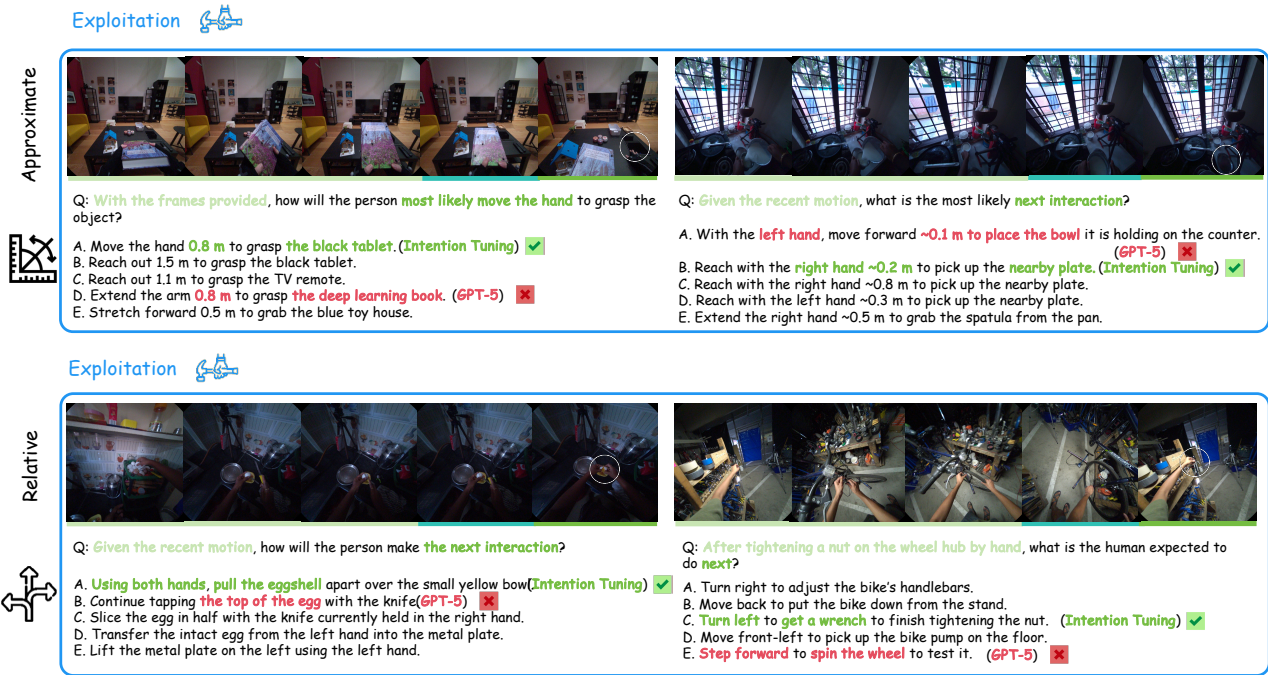 Exploitation
Approximate
Q: With the frames provided, how will the person most likely move the hand to grasp the
object?
A. Move the hand 0.8 m to grasp the black tablet. (Intention Tuning)
B. Reach out 1.5 m to grasp the black tablet.
C. Reach out 1.1 m to grasp the TV remote.
D. Extend the arm 0.8 m to grasp the deep learning book. (GPT-5)
E. Stretch forward 0.5 m to grab the blue toy house.
Q: Given the recent motion, what is the most likely next interaction?
A. With the left hand, move forward ~0.1 m to place the bowl it is holding on the counter.
(GPT-5)
B. Reach with the right hand ~0.2 m to pick up the nearby plate. (Intention Tuning)
C. Reach with the right hand ~0.8 m to pick up the nearby plate.
D. Reach with the left hand ~0.3 m to pick up the nearby plate.
E. Extend the right hand ~0.5 m to grab the spatula from the pan.
Exploitation
Relative
Q: Given the recent motion, how will the person make the next interaction?
A. Using both hands, pull the eggshell apart over the small yellow bowl(Intention Tuning)
B. Continue tapping the top of the egg with the knife(GPT-5)
C. Slice the egg in half with the knife currently held in the right hand.
D. Transfer the intact egg from the left hand into the metal plate.
E. Lift the metal plate on the left using the left hand.
Q: After tightening a nut on the wheel hub by hand, what is the human expected to
do next?
A. Turn right to adjust the bike's handlebars.
B. Move back to put the bike down from the stand.
C. Turn left to get a wrench to finish tightening the nut. (Intention Tuning)
D. Move front-left to pick up the bike pump on the floor.
E. Step forward to spin the wheel to test it. (GPT-5)